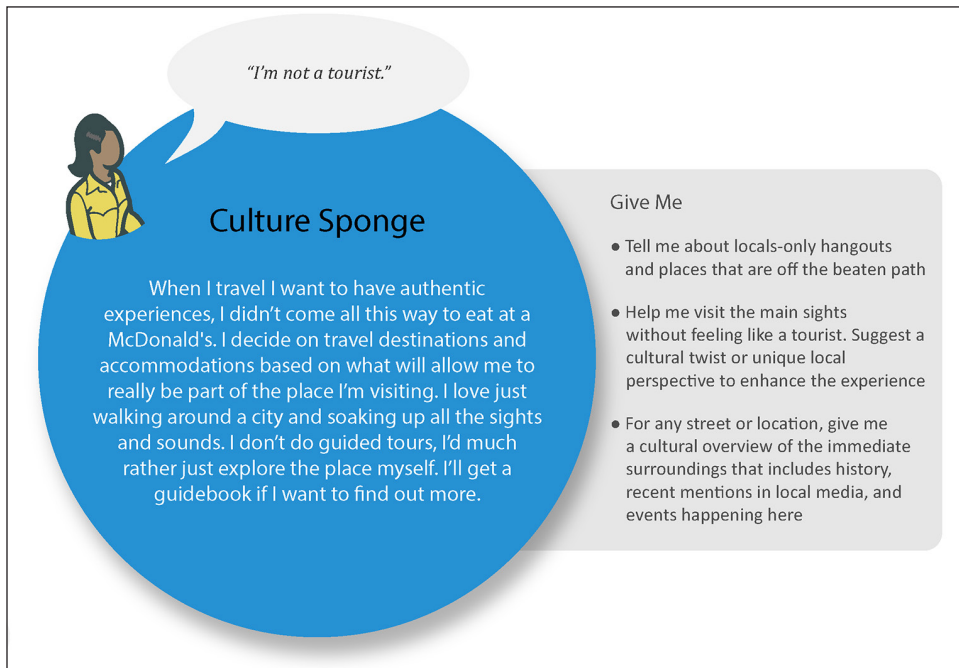 “I’m not a tourist.”
Culture Sponge
When I travel I want to have authentic
experiences, I didn’t come all this way to eat at a
McDonald's. I decide on travel destinations and
accommodations based on what will allow me to
really be part of the place I’m visiting. I love just
walking around a city and soaking up all the sights
and sounds. I don’t do guided tours, I’d much
rather just explore the place myself. I’ll get a
guidebook if I want to find out more.
Give Me
● Tell me about locals-only hangouts
and places that are off the beaten path
● Help me visit the main sights
without feeling like a tourist. Suggest a
cultural twist or unique local
perspective to enhance the experience
● For any street or location, give me
a cultural overview of the immediate
surroundings that includes history,
recent mentions in local media, and
events happening here